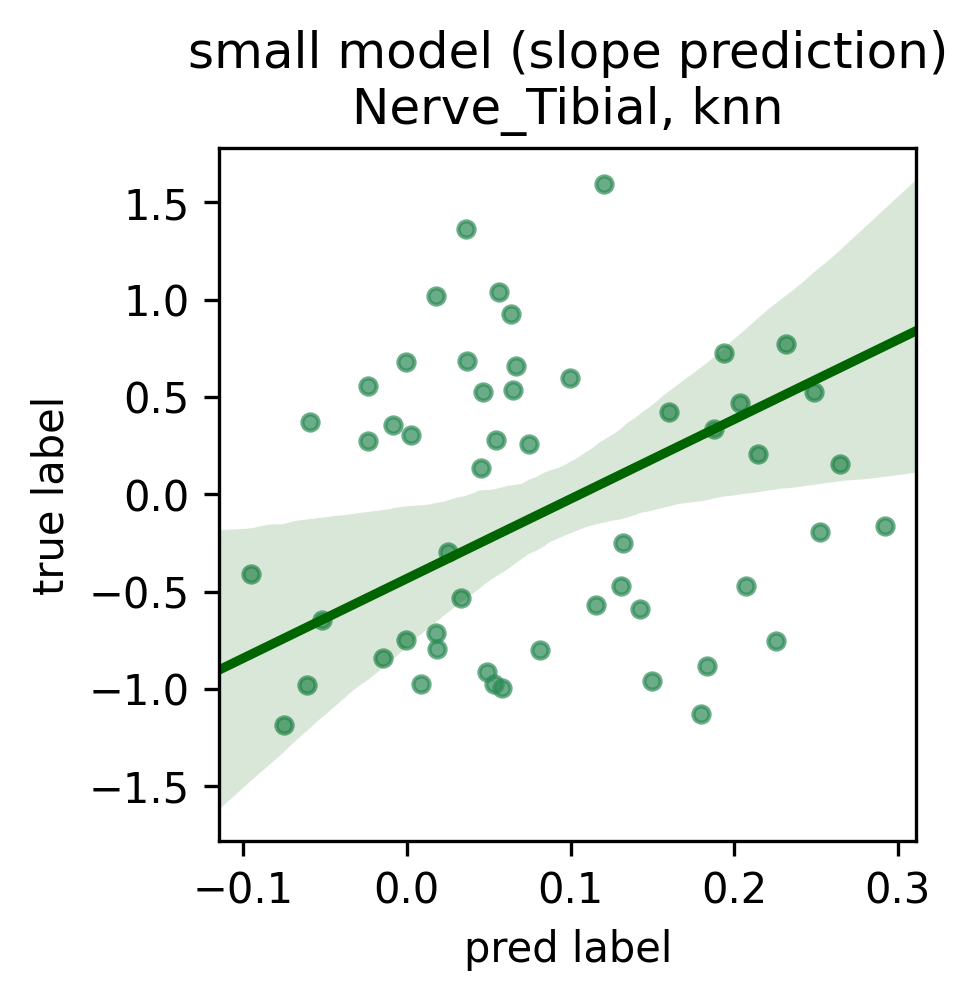 small model (slope prediction)
Nerve_Tibial, knn
1.5
1.0
0.5
0.0
−0.5
−1.0
−1.5
true label
−0.1 0.0 0.1 0.2 0.3
pred label